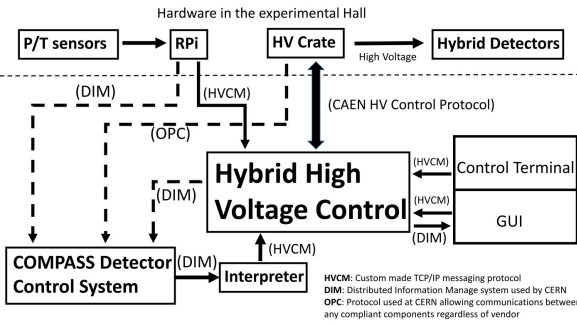 Hardware in the experimental Hall
P/T sensors
RPi
HV Crate
High Voltage
Hybrid Detectors
(DIM)
(HVCM)
(OPC)
(CAEN HV Control Protocol)
Hybrid High
Voltage Control
(HVCM)
Control Terminal
(HVCM)
GUI
(DIM)
(DIM)
COMPASS Detector
Control System
(DIM)
Interpreter
(HVCM)
HVCM: Custom made TCP/IP messaging protocol
DIM: Distributed Information Manage system used by CERN
OPC: Protocol used at CERN allowing communications between
any compliant components regardless of vendor